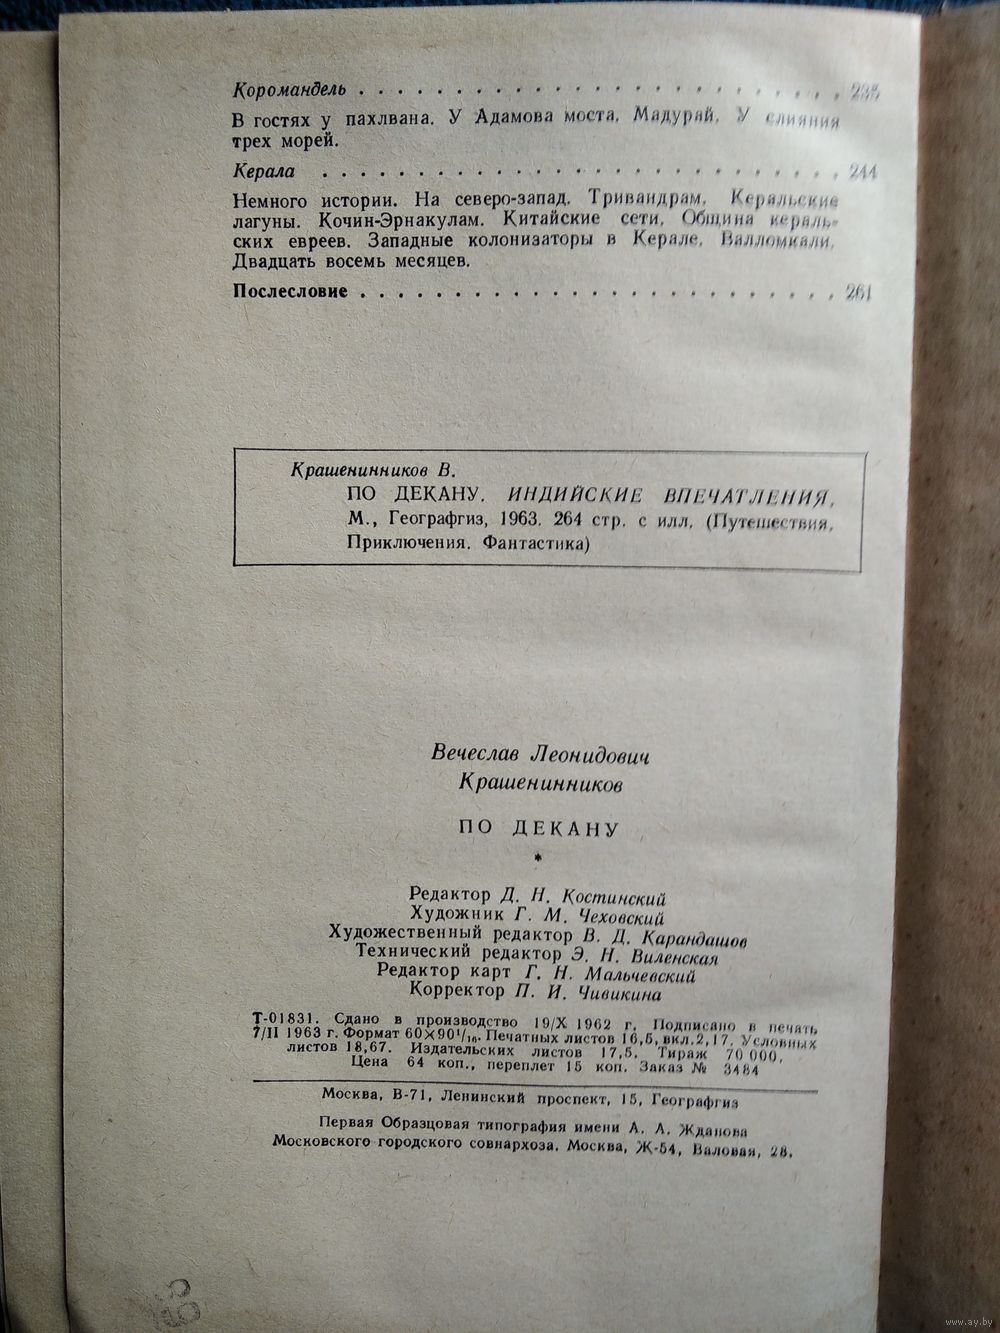 Коромандель . . . . . . . . . . . . . . . . . . . . . . . . . . 235
В гостях у пахлвана. У Адамова моста. Мадурай. У слияния
трех морей.
Керала . . . . . . . . . . . . . . . . . . . . . . . . . . . . 244
Немного истории. На северо-запад. Тривандрам. Керальские
лагуны. Кочин-Эрнакулам. Китайские сети. Община кераль-
ских евреев. Западные колонизаторы в Керале. Валломкали.
Двадцать восемь месяцев.
Послесловие . . . . . . . . . . . . . . . . . . . . . . . . . . 261
Крашенинников В.
ПО ДЕКАНУ. ИНДИЙСКИЕ ВПЕЧАТЛЕНИЯ.
М., Географгиз, 1963. 264 стр. с илл. (Путешествия.
Приключения. Фантастика)
Вечеслав Леонидович
Крашенинников
ПО ДЕКАНУ
*
Редактор Д. Н. Костинский
Художник Г. М. Чеховский
Художественный редактор В. Д. Карандашов
Технический редактор Э. Н. Виленская
Редактор карт Г. Н. Мальчевский
Корректор П. И. Чивикина
Т-01831. Сдано в производство 19/X 1962 г. Подписано в печать
7/II 1963 г. Формат 60×90¹/₁₆. Печатных листов 16,5, вкл.2,17. Условных
листов 18,67. Издательских листов 17,5. Тираж 70 000.
Цена 64 коп., переплет 15 коп. Заказ № 3484
Москва, В-71, Ленинский проспект, 15, Географгиз
Первая Образцовая типография имени А. А. Жданова
Московского городского совнархоза. Москва, Ж-54, Валовая, 28.
www.ay.by